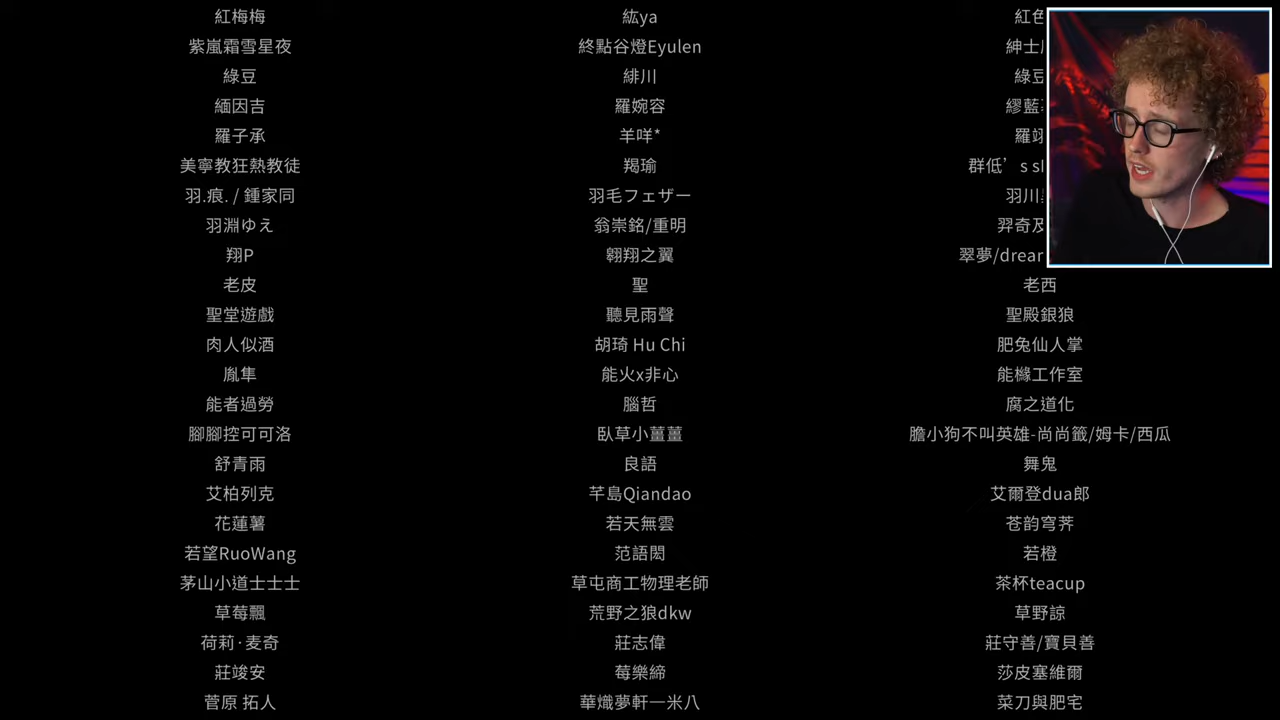 紅梅梅 紘ya 紅色
紫嵐霜雪星夜 終點谷燈Eyulen 紳士
綠豆 緋川 綠豆
緬因吉 羅婉容 繆藍
羅子承 羊咩* 羅翊
美寧教狂熱教徒 羯瑜 群低’s s
羽.痕. / 鍾家同 羽毛フェザー 羽川
羽淵ゆえ 翁崇銘/重明 羿奇及
翔P 翱翔之翼 翠夢/drear
老皮 聖 老西
聖堂遊戲 聽見雨聲 聖殿銀狼
肉人似酒 胡琦 Hu Chi 肥兔仙人掌
胤隼 能火x非心 能橼工作室
能者過勞 腦哲 腐之道化
腳腳控可可洛 臥草小薑薑 膽小狗不叫英雄-尚尚籤/姆卡/西瓜
舒青雨 良語 舞鬼
艾柏列克 芊島Qiandao 艾爾登dua郎
花蓮薯 若天無雲 苍韵穹荠
若望RuoWang 范語閎 若橙
茅山小道士士士 草屯商工物理老師 茶杯teacup
草莓飄 荒野之狼dkw 草野諒
荷莉·麦奇 莊志偉 莊守善/寶貝善
莊竣安 莓樂締 莎皮塞維爾
菅原 拓人 華熾夢軒一米八 菜刀與肥宅